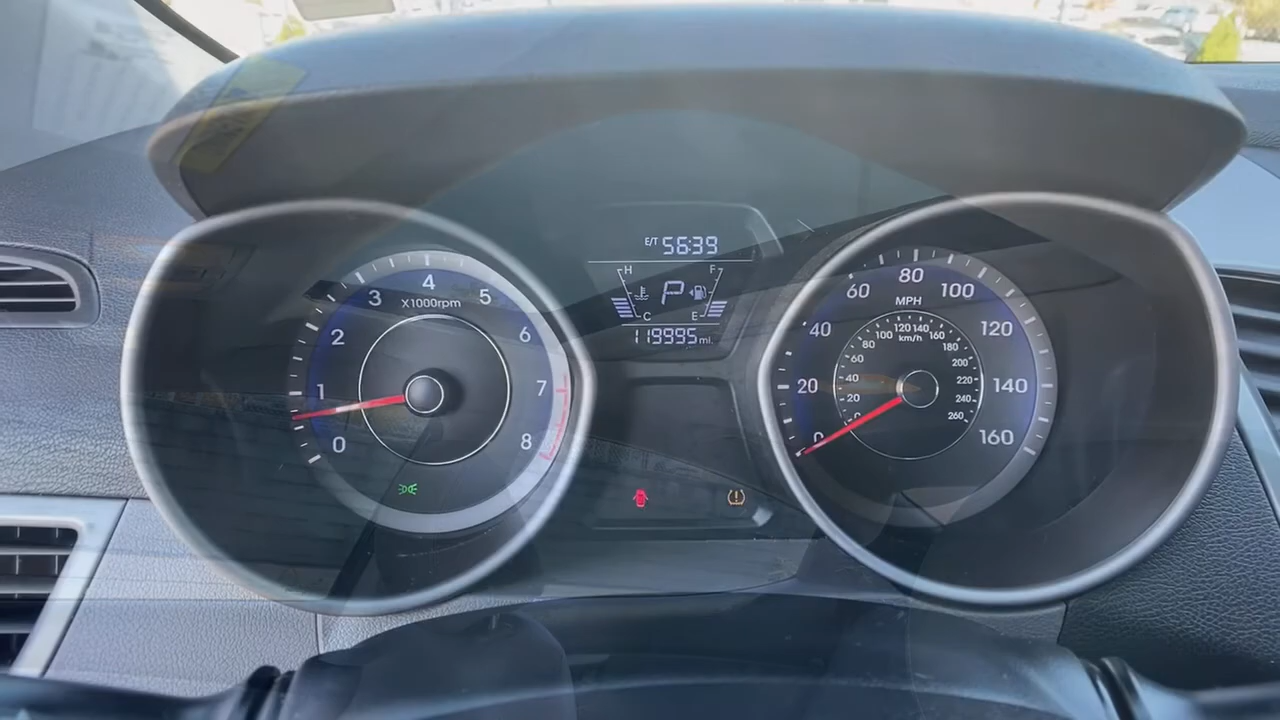 E/T 56:39
H F
P
C E
119995 mi.
0 1 2 3 4 5 6 7 8
X1000rpm
0 20 40 60 80 100 120 140 160
MPH
0 20 40 60 80 100 120 140 160 180 200 220 240 260
km/h